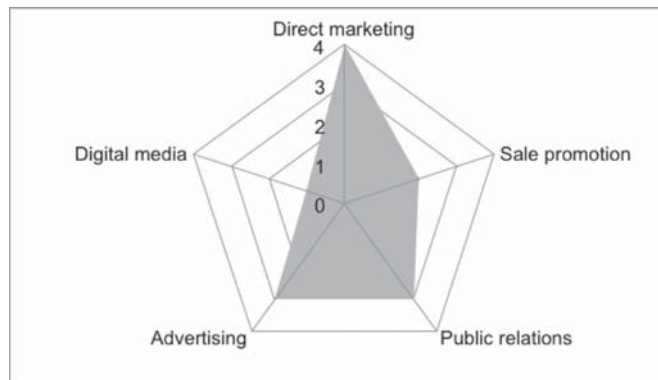 Direct marketing
4
3
2
1
0
Digital media
Sale promotion
Advertising
Public relations